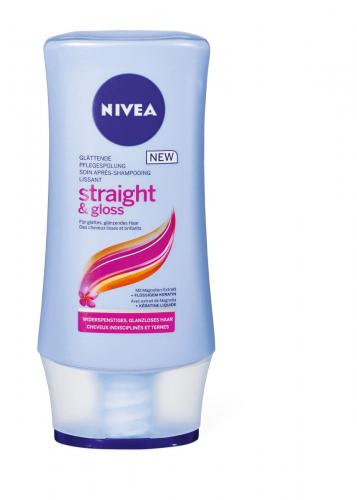 NIVEA
NEW
GLÄTTENDE
PFLEGESPÜLUNG
SOIN APRÈS-SHAMPOOING
LISSANT
straight
& gloss
Für glattes, glänzendes Haar
Des cheveux lisses et brillants
Mit Magnolien-Extrakt
+ FLÜSSIGEM KERATIN
Avec extrait de Magnolia
+ KÉRATINE LIQUIDE
WIDERSPENSTIGES, GLANZLOSES HAAR
CHEVEUX INDISCIPLINÉS ET TERNES